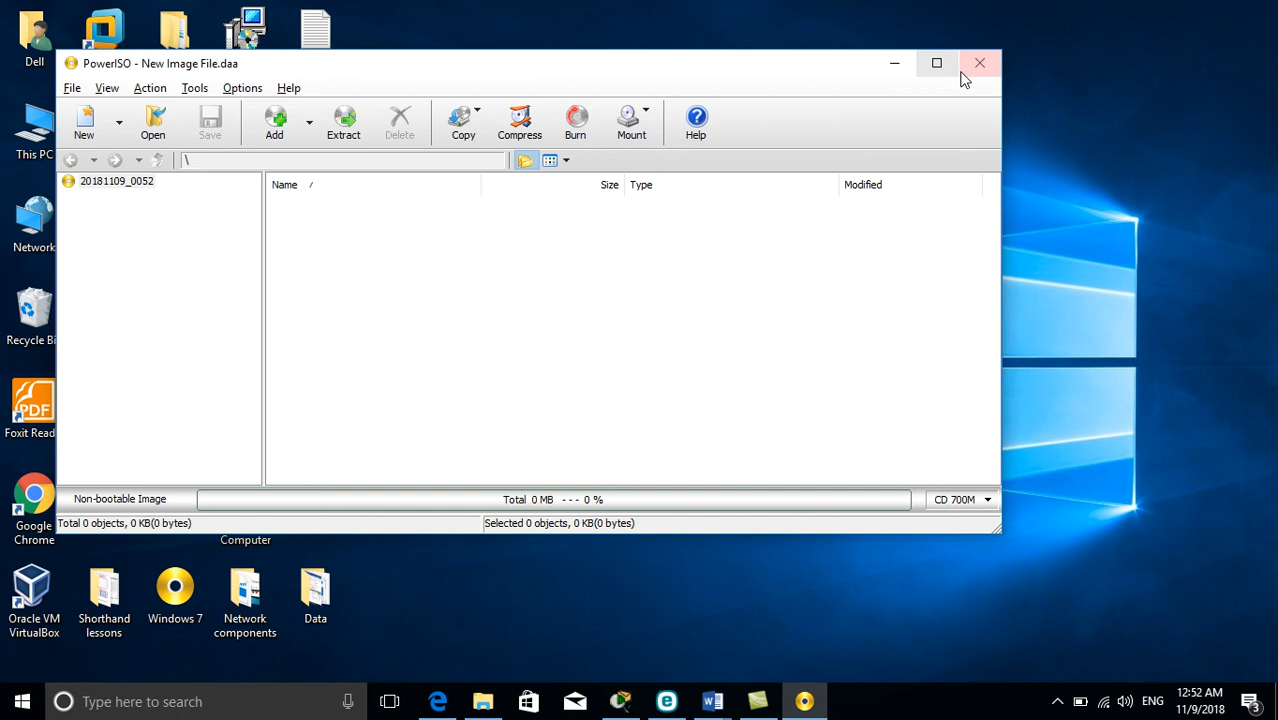 Dell
PowerISO - New Image File.daa
File View Action Tools Options Help
New Open Save Add Extract Delete Copy Compress Burn Mount Help
\
This PC
20181109_0052
Name / Size Type Modified
Network
Recycle Bi
PDF
Foxit Read
Non-bootable Image Total 0 MB --- 0 % CD 700M
Total 0 objects, 0 KB(0 bytes) Selected 0 objects, 0 KB(0 bytes)
Google
Chrome
Computer
Oracle VM
VirtualBox
Shorthand
lessons
Windows 7
Network
components
Data
Type here to search
ENG
12:52 AM
11/9/2018
3